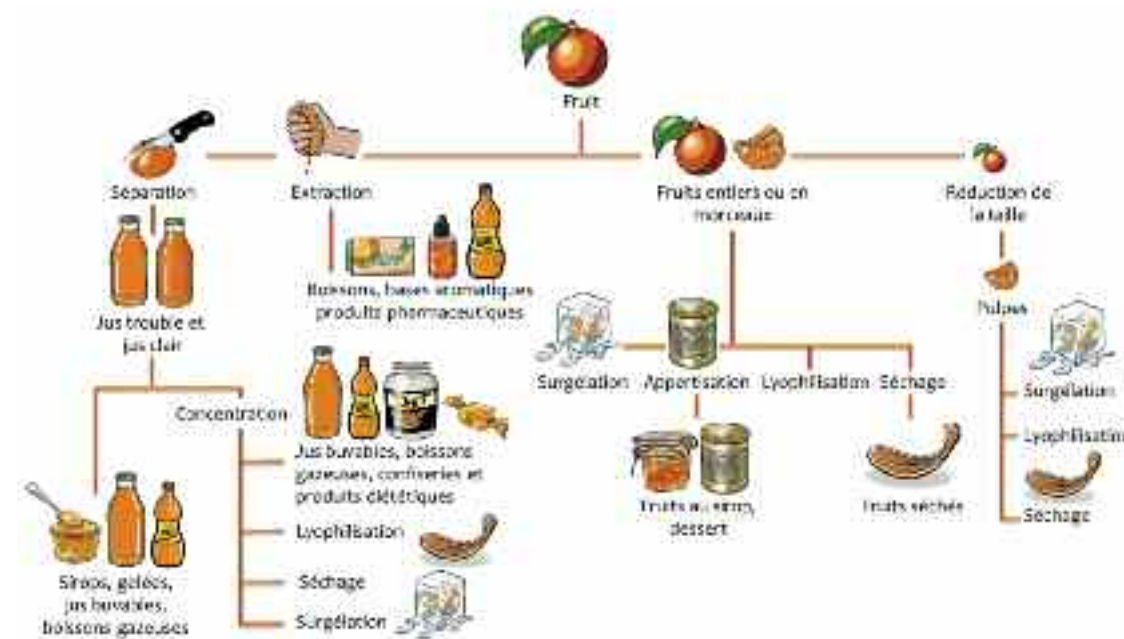 Fruit
Séparation
Extraction
Fruits entiers ou en
morceaux
Réduction de
la taille
Jus trouble et
jus clair
Boissons, bases aromatiques
produits pharmaceutiques
Pulpes
Surgélation
Appertisation
Lyophilisation
Séchage
Surgélation
Lyophilisation
Séchage
Concentration
Jus buvables, boissons
gazeuses, confiseries et
produits diététiques
Fruits au sirop,
dessert
Fruits séchés
Lyophilisation
Séchage
Surgélation
Sirops, gelées,
jus buvables,
boissons gazeuses